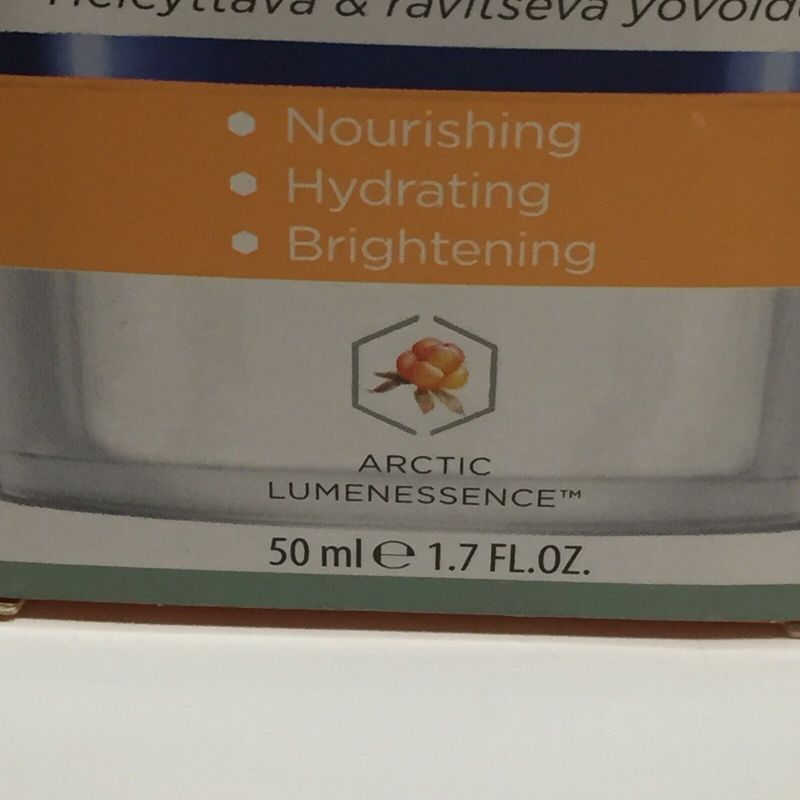 & ravitseva
Nourishing
Hydrating
Brightening
ARCTIC
LUMENESSENCE™
50 ml ℮ 1.7 FL.OZ.